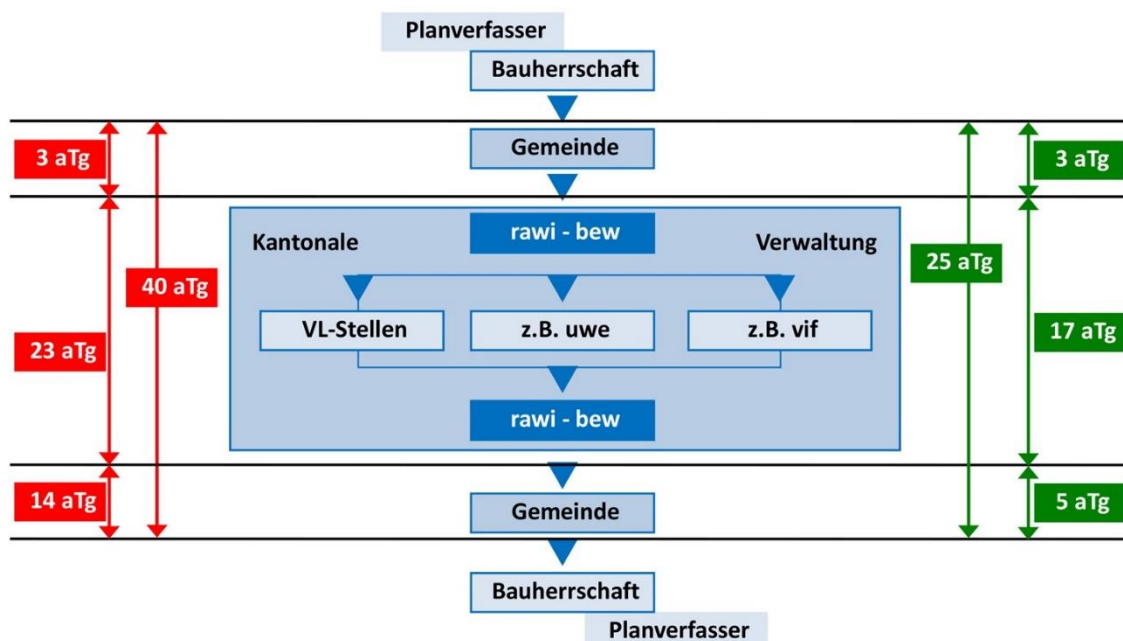 Planverfasser
Bauherrschaft
3 aTg
Gemeinde
3 aTg
rawi - bew
Kantonale
Verwaltung
40 aTg
25 aTg
VL-Stellen
z.B. uwe
z.B. vif
23 aTg
17 aTg
rawi - bew
14 aTg
Gemeinde
5 aTg
Bauherrschaft
Planverfasser